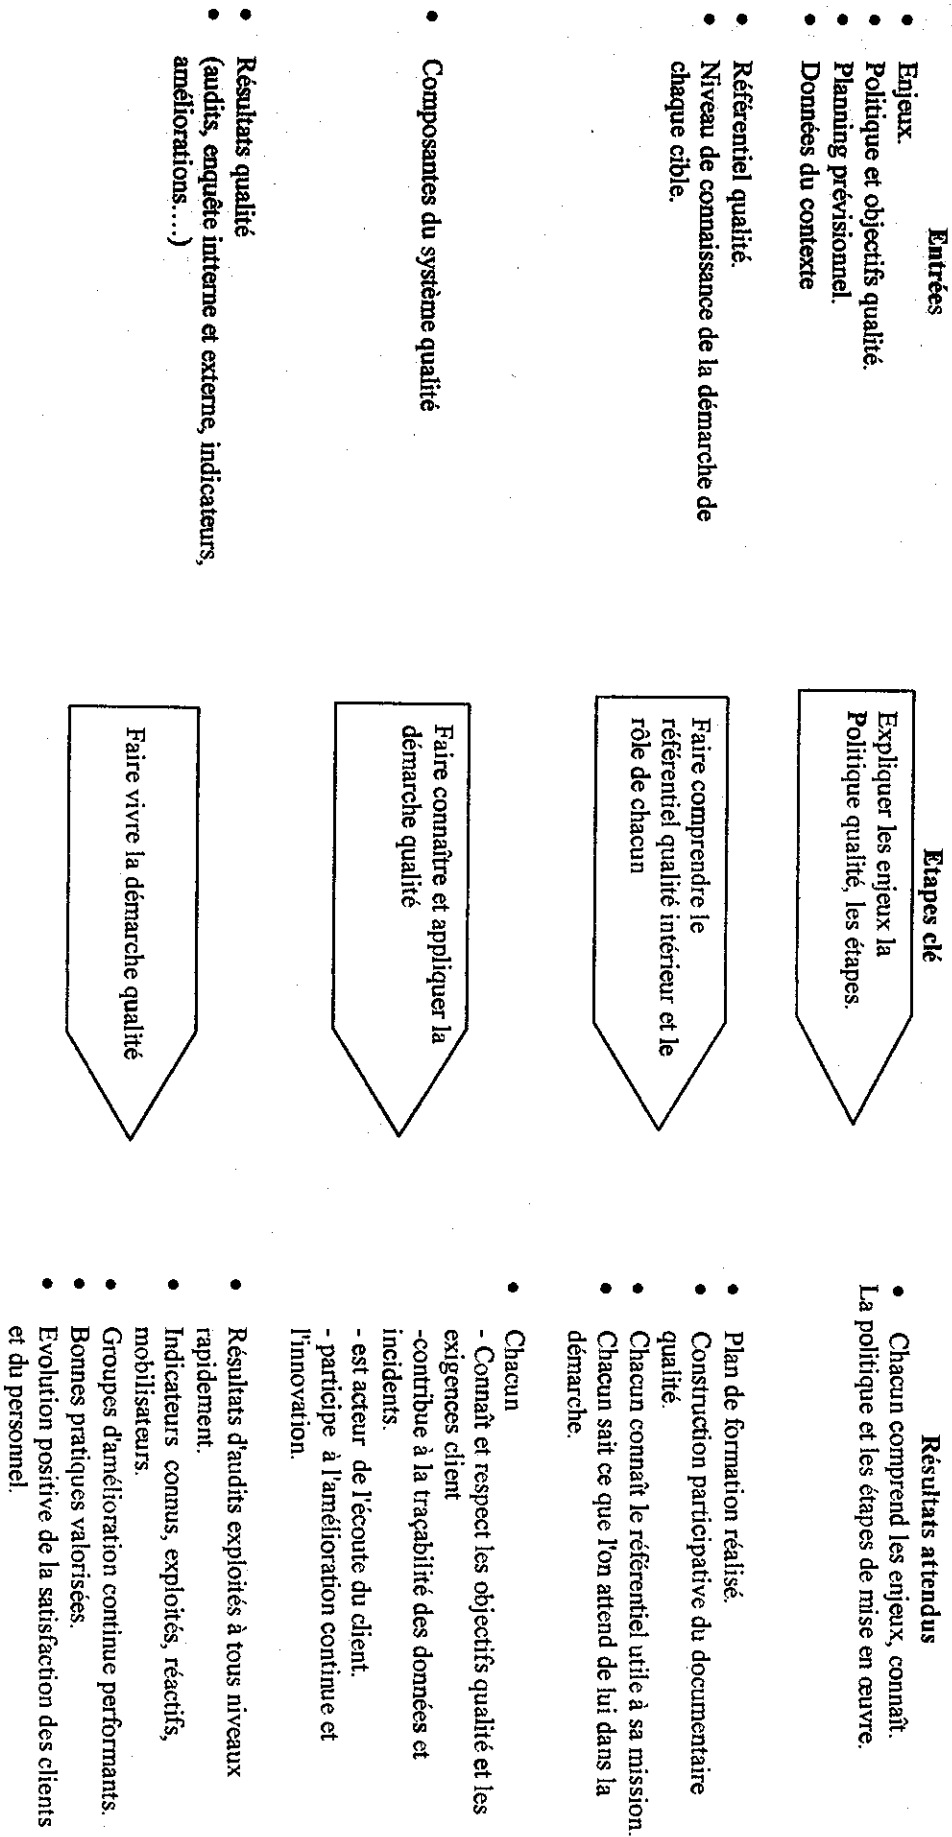 Entrées
• Enjeux.
• Politique et objectifs qualité.
• Planning prévisionnel.
• Données du contexte
• Référentiel qualité.
• Niveau de connaissance de la démarche de
chaque cible.
• Composantes du système qualité
• Résultats qualité
• (audits, enquête intterne et externe, indicateurs,
améliorations….)
Etapes clé
Expliquer les enjeux la
Politique qualité, les étapes.
Faire comprendre le
référentiel qualité intérieur et le
rôle de chacun
Faire connaître et appliquer la
démarche qualité
Faire vivre la démarche qualité
Résultats attendus
• Chacun comprend les enjeux, connaît.
La politique et les étapes de mise en œuvre.
• Plan de formation réalisé.
• Construction participative du documentaire
qualité.
• Chacun connaît le référentiel utile à sa mission.
• Chacun sait ce que l'on attend de lui dans la
démarche.
• Chacun
- Connaît et respect les objectifs qualité et les
exigences client
-contribue à la traçabilité des données et
incidents.
- est acteur de l'écoute du client.
- participe à l'amélioration continue et
l'innovation.
• Résultats d'audits exploités à tous niveaux
rapidement.
• Indicateurs connus, exploités, réactifs,
mobilisateurs.
• Groupes d'amélioration continue performants.
• Bonnes pratiques valorisées.
• Evolution positive de la satisfaction des clients
et du personnel.